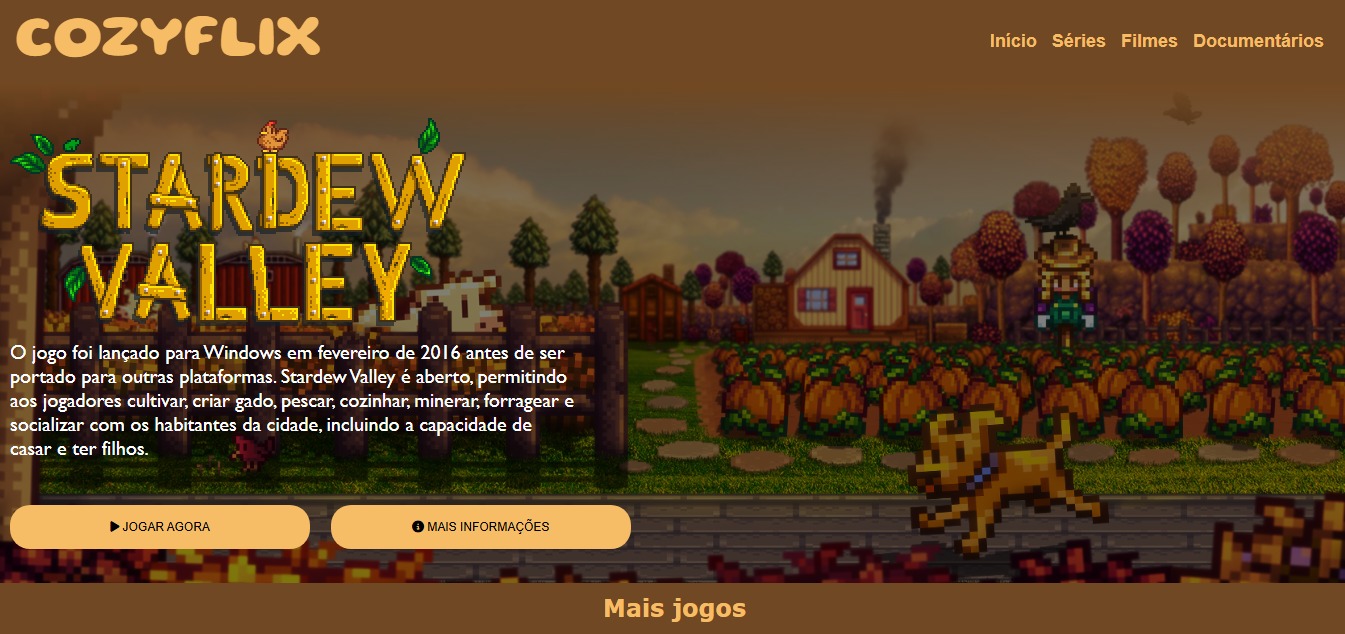 COZYFLIX
Início Séries Filmes Documentários
STARDEW
VALLEY
O jogo foi lançado para Windows em fevereiro de 2016 antes de ser
portado para outras plataformas. Stardew Valley é aberto, permitindo
aos jogadores cultivar, criar gado, pescar, cozinhar, minerar, forragear e
socializar com os habitantes da cidade, incluindo a capacidade de
casar e ter filhos.
JOGAR AGORA
MAIS INFORMAÇÕES
Mais jogos